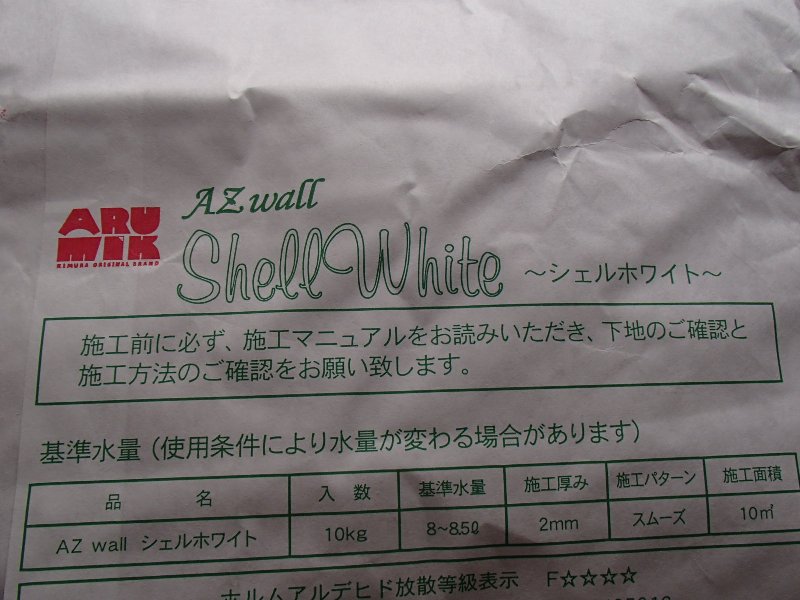 ARU
MIK
KIMURA ORIGINAL BRAND
AZ wall
Shell White ～シェルホワイト～
施工前に必ず、施工マニュアルをお読みいただき、下地のご確認と
施工方法のご確認をお願い致します。
基準水量（使用条件により水量が変わる場合があります）
品 名 入 数 基準水量 施工厚み 施工パターン 施工面積
AZ wall シェルホワイト 10kg 8～8.5ℓ 2mm スムーズ 10㎡
ホルムアルデヒド放散等級表示 F☆☆☆☆